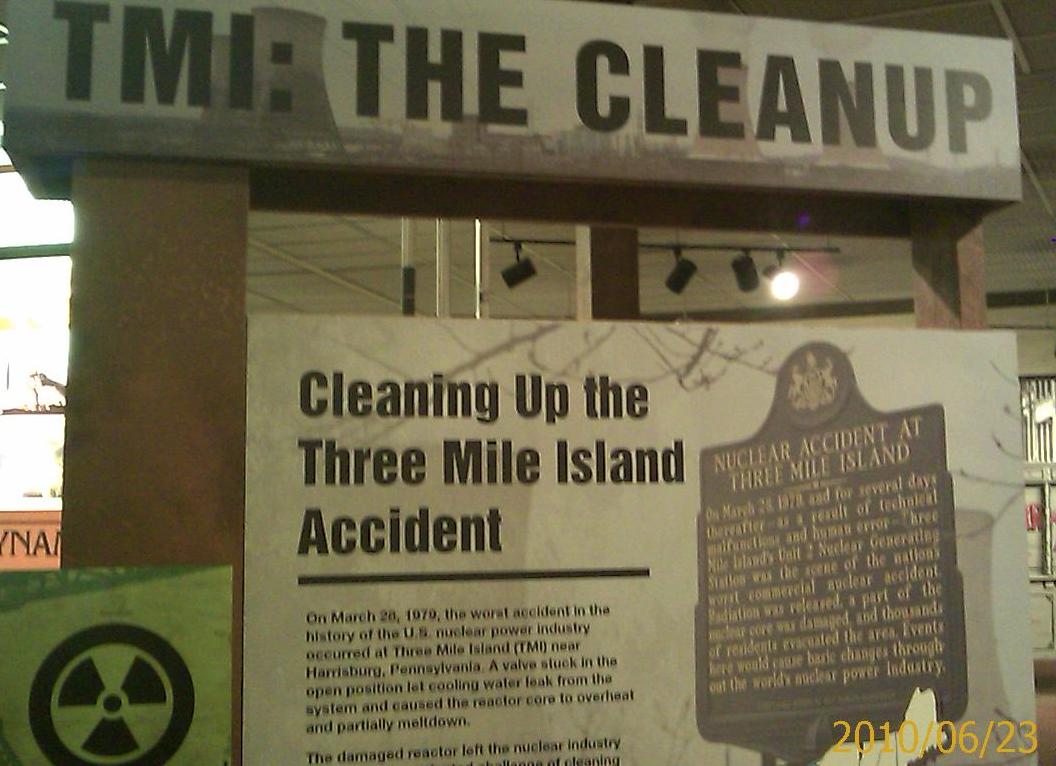 TMI: THE CLEANUP
Cleaning Up the
Three Mile Island
Accident
On March 28, 1979, the worst accident in the
history of the U.S. nuclear power industry
occurred at Three Mile Island (TMI) near
Harrisburg, Pennsylvania. A valve stuck in the
open position let cooling water leak from the
system and caused the reactor core to overheat
and partially meltdown.
The damaged reactor left the nuclear industry
challenge of cleaning
NUCLEAR ACCIDENT AT
THREE MILE ISLAND
On March 28, 1979, and for several days
thereafter—as a result of technical
malfunctions and human error—Three
Mile Island's Unit 2 Nuclear Generating
Station was the scene of the nation's
worst commercial nuclear accident.
Radiation was released, a part of the
nuclear core was damaged, and thousands
of residents evacuated the area. Events
here would cause basic changes through
out the world's nuclear power industry.
YNAM
2010/06/23